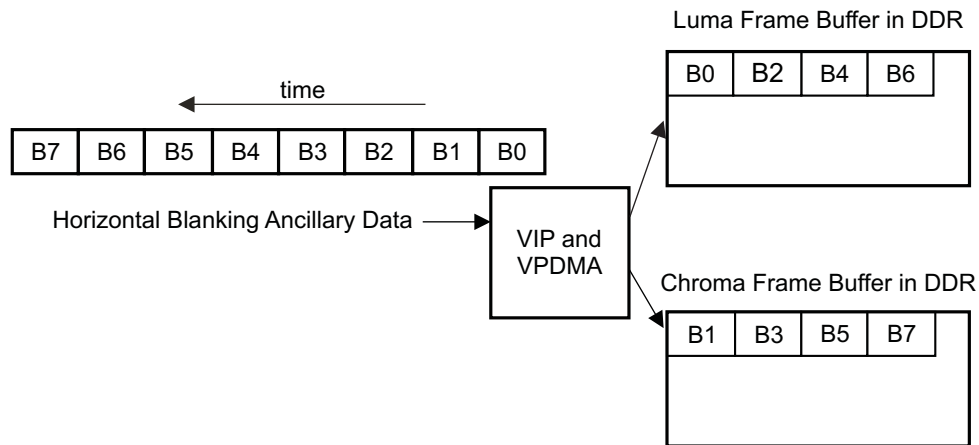 Luma Frame Buffer in DDR
B0 B2 B4 B6
time
B7 B6 B5 B4 B3 B2 B1 B0
Horizontal Blanking Ancillary Data
VIP and
VPDMA
Chroma Frame Buffer in DDR
B1 B3 B5 B7